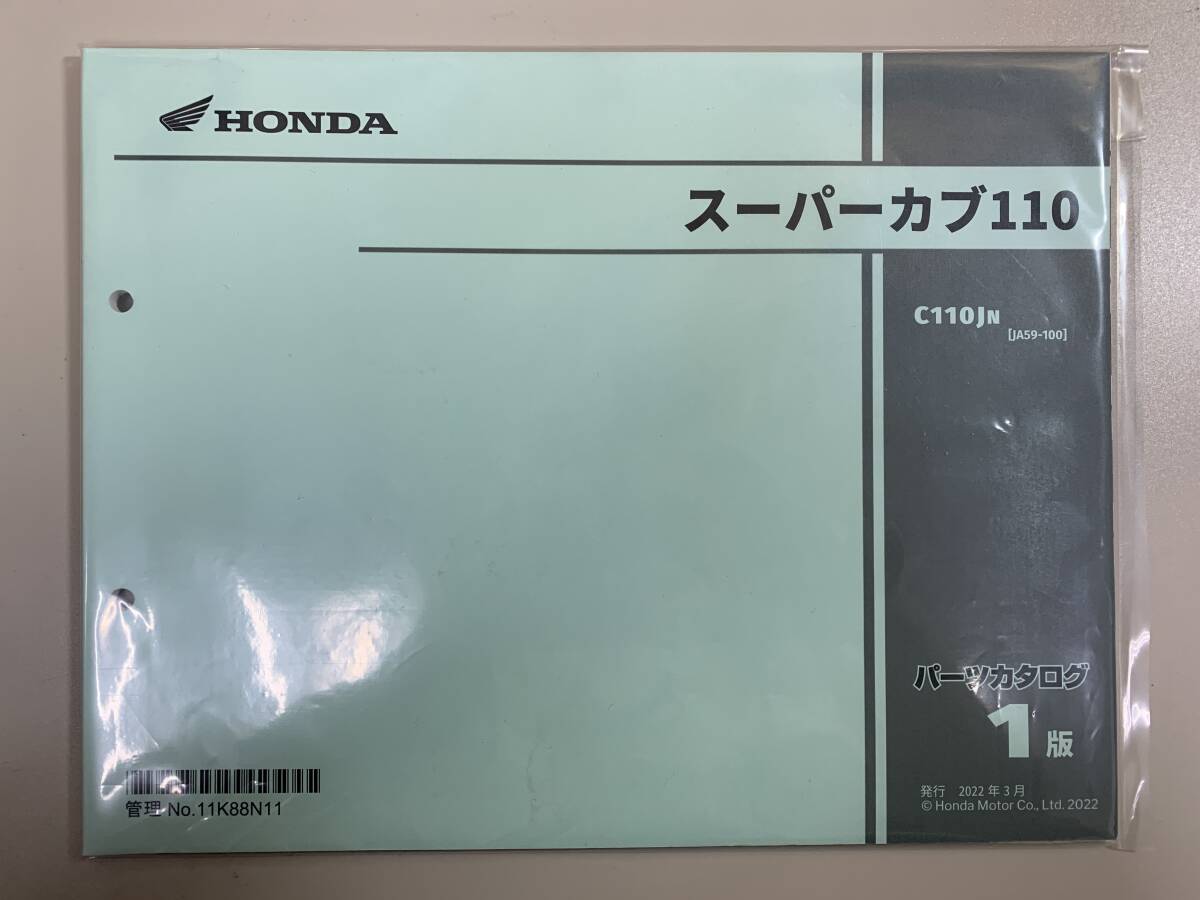 HONDA
スーパーカブ110
C110JN
[JA59-100]
パーツカタログ
1版
発行 2022年3月
© Honda Motor Co., Ltd. 2022
管理 No.11K88N11